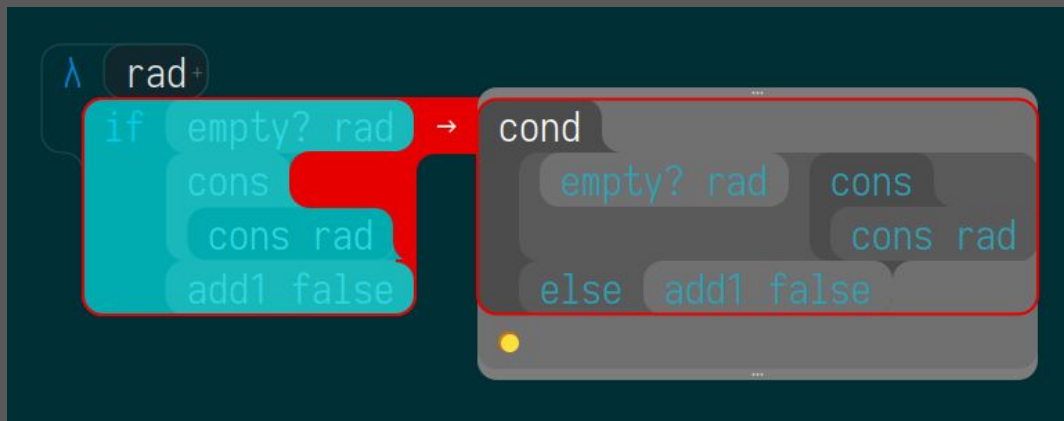 λ rad+
if empty? rad → cond
cons empty? rad cons
cons rad cons rad
add1 false else add1 false